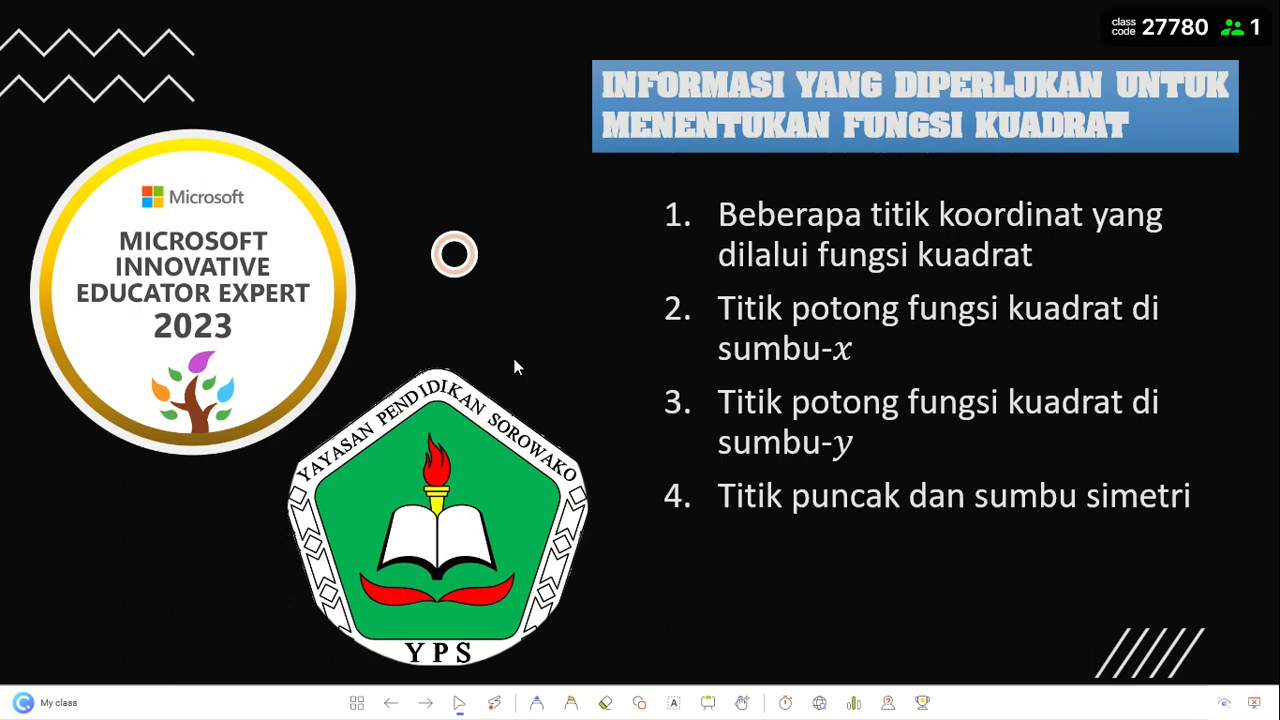 class
code 27780 1
INFORMASI YANG DIPERLUKAN UNTUK
MENENTUKAN FUNGSI KUADRAT
Microsoft
MICROSOFT
INNOVATIVE
EDUCATOR EXPERT
2023
1. Beberapa titik koordinat yang
dilalui fungsi kuadrat
2. Titik potong fungsi kuadrat di
sumbu-x
3. Titik potong fungsi kuadrat di
sumbu-y
4. Titik puncak dan sumbu simetri
YAYASAN PENDIDIKAN SOROWAKO
Y P S
My class
A